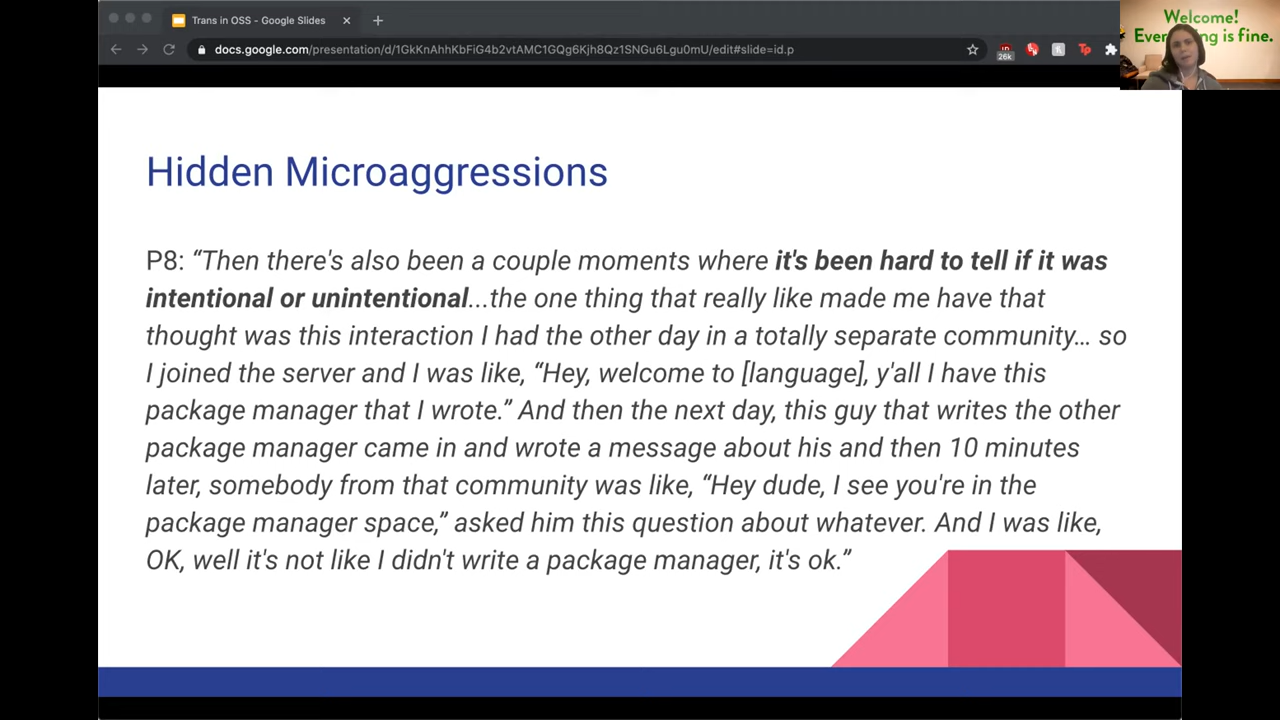 Trans in OSS - Google Slides
docs.google.com/presentation/d/1GkKnAhhKbFiG4b2vtAMC1GQg6Kjh8Qz1SNGu6Lgu0mU/edit#slide=id.p
26k
Tp
Welcome!
Everything is fine.
Hidden Microaggressions
P8: “Then there's also been a couple moments where it's been hard to tell if it was
intentional or unintentional...the one thing that really like made me have that
thought was this interaction I had the other day in a totally separate community… so
I joined the server and I was like, “Hey, welcome to [language], y'all I have this
package manager that I wrote.” And then the next day, this guy that writes the other
package manager came in and wrote a message about his and then 10 minutes
later, somebody from that community was like, “Hey dude, I see you're in the
package manager space,” asked him this question about whatever. And I was like,
OK, well it's not like I didn't write a package manager, it's ok.”